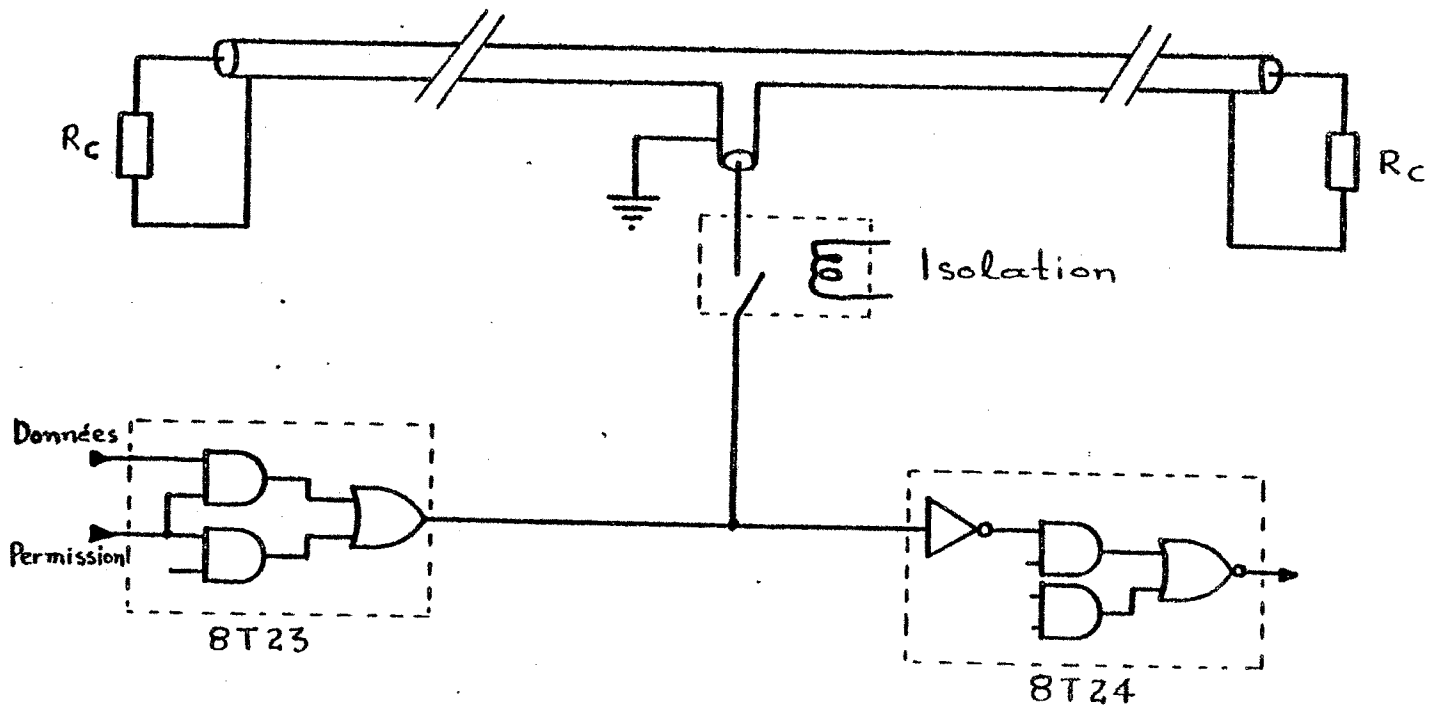 Rc
Rc
Isolation
Données
Permission
8T23
8T24